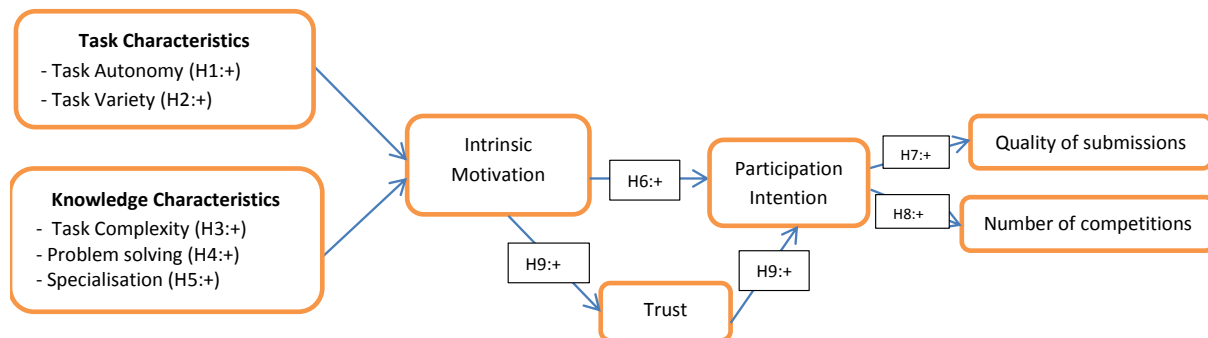 Task Characteristics
- Task Autonomy (H1:+)
- Task Variety (H2:+)
Knowledge Characteristics
- Task Complexity (H3:+)
- Problem solving (H4:+)
- Specialisation (H5:+)
Intrinsic
Motivation
H6:+
H9:+
Trust
H9:+
Participation
Intention
H7:+
H8:+
Quality of submissions
Number of competitions